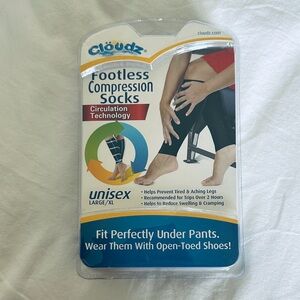 Cloudz
cloudz.com
Footless
Compression
Socks
Circulation
Technology
unisex
LARGE/XL
• Helps Prevent Tired & Aching Legs
• Recommended for trips Over 2 Hours
• Helps to Reduce Swelling & Cramping
Fit Perfectly Under Pants.
Wear Them With Open-Toed Shoes!